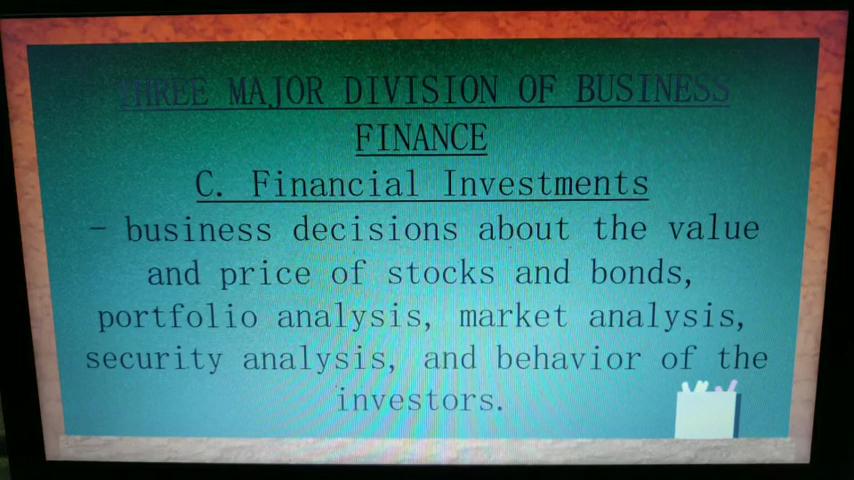 THREE MAJOR DIVISION OF BUSINESS
FINANCE
C. Financial Investments
- business decisions about the value
and price of stocks and bonds,
portfolio analysis, market analysis,
security analysis, and behavior of the
investors.